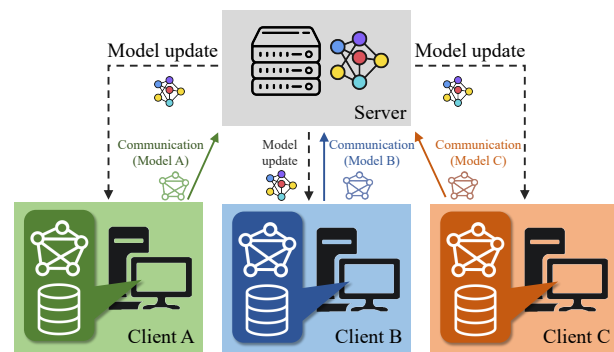 Model update
Model update
Server
Communication
(Model A)
Model
update
Communication
(Model B)
Communication
(Model C)
Client A
Client B
Client C